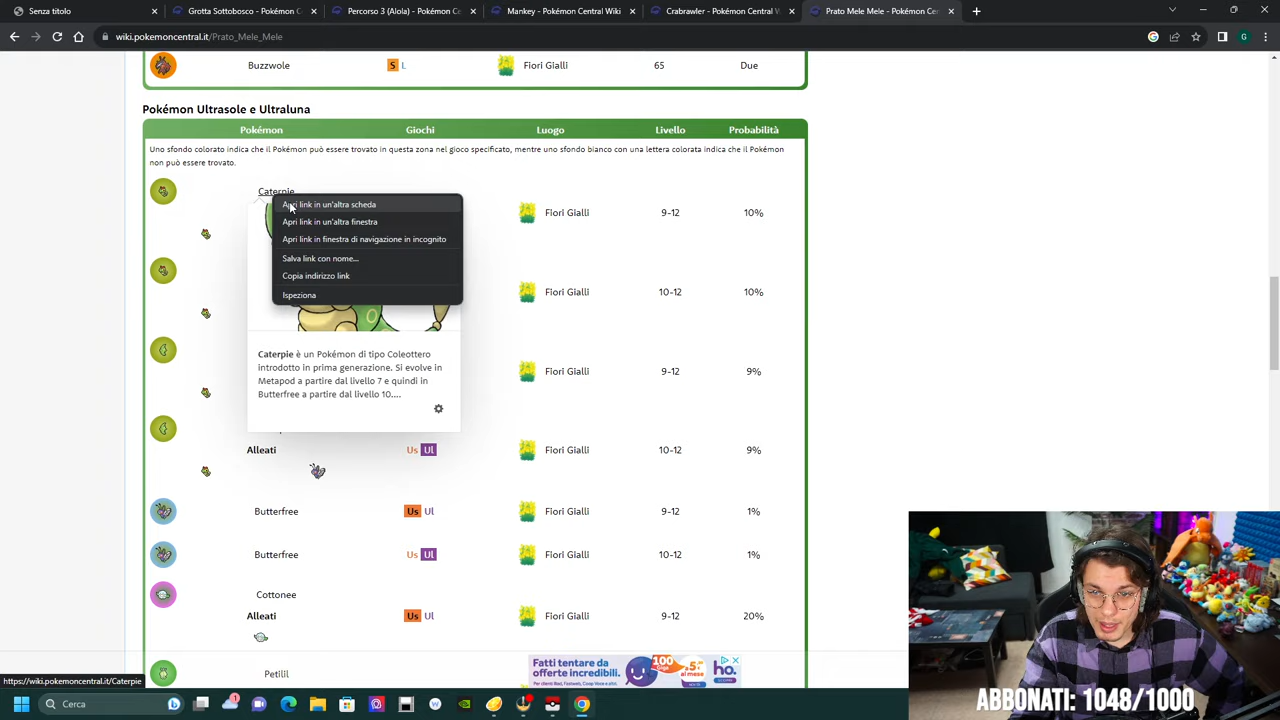 Senza titolo
Grotta Sottobosco - Pokémon C
Percorso 3 (Alola) - Pokémon Ce
Mankey - Pokémon Central Wiki
Crabrawler - Pokémon Central W
Prato Mele Mele - Pokémon Cen
wiki.pokemoncentral.it/Prato_Mele_Mele
G
Buzzwole S L Fiori Gialli 65 Due
Pokémon Ultrasole e Ultraluna
Pokémon Giochi Luogo Livello Probabilità
Uno sfondo colorato indica che il Pokémon può essere trovato in questa zona nel gioco specificato, mentre uno sfondo bianco con una lettera colorata indica che il Pokémon
non può essere trovato.
Caterpie
Apri link in un'altra scheda
Apri link in un'altra finestra
Apri link in finestra di navigazione in incognito
Salva link con nome...
Copia indirizzo link
Ispeziona
Fiori Gialli 9-12 10%
Fiori Gialli 10-12 10%
Caterpie è un Pokémon di tipo Coleottero
introdotto in prima generazione. Si evolve in
Metapod a partire dal livello 7 e quindi in
Butterfree a partire dal livello 10....
Fiori Gialli 9-12 9%
Alleati Us Ul Fiori Gialli 10-12 9%
Butterfree Us Ul Fiori Gialli 9-12 1%
Butterfree Us Ul Fiori Gialli 10-12 1%
Cottonee
Alleati Us Ul Fiori Gialli 9-12 20%
Petilil
Fatti tentare da
offerte incredibili.
ho.
https://wiki.pokemoncentral.it/Caterpie
Cerca
1
ABBONATI: 1048/1000